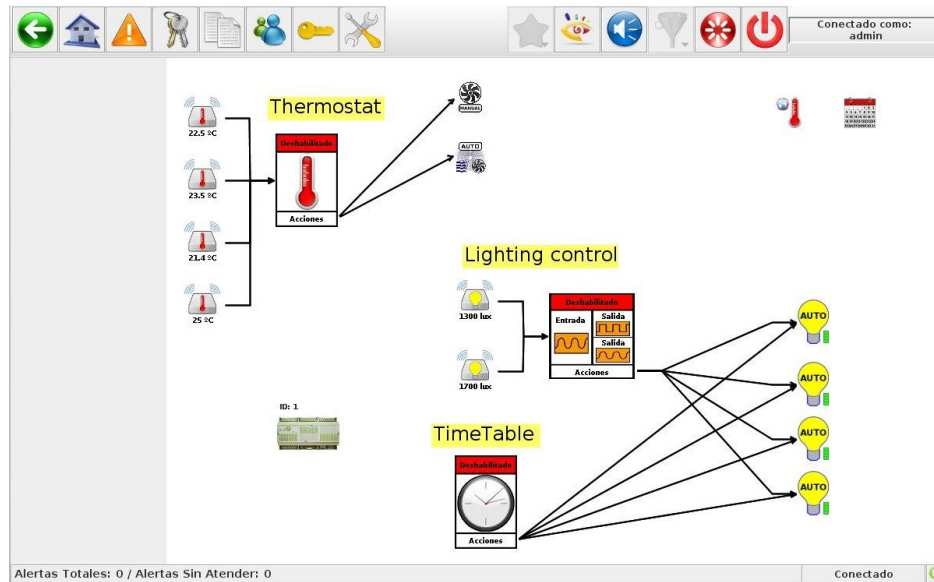 Conectado como:
admin
Thermostat
22.5 ºC
23.5 ºC
21.4 ºC
25 ºC
Deshabilitado
Acciones
MANUAL
AUTO
Lighting control
1300 lux
1700 lux
Deshabilitado
Entrada
Salida
Salida
Acciones
AUTO
AUTO
AUTO
AUTO
ID: 1
TimeTable
Deshabilitado
Acciones
Alertas Totales: 0 / Alertas Sin Atender: 0
Conectado